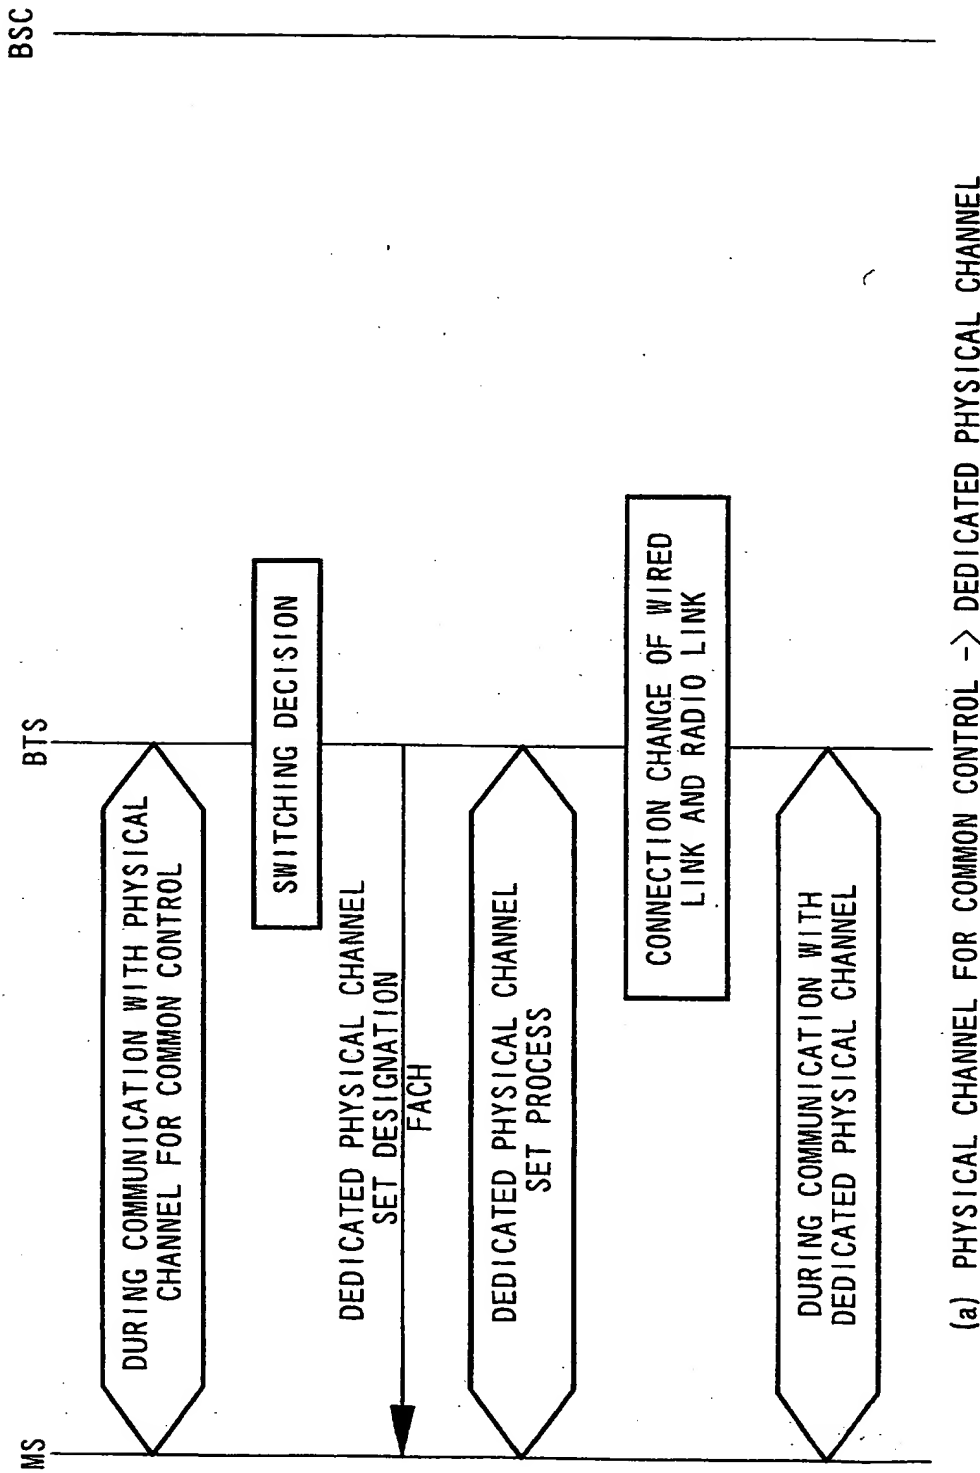 MS
BTS
BSC
DURING COMMUNICATION WITH PHYSICAL
CHANNEL FOR COMMON CONTROL
SWITCHING DECISION
DEDICATED PHYSICAL CHANNEL
SET DESIGNATION
FACH
DEDICATED PHYSICAL CHANNEL
SET PROCESS
CONNECTION CHANGE OF WIRED
LINK AND RADIO LINK
DURING COMMUNICATION WITH
DEDICATED PHYSICAL CHANNEL
(a) PHYSICAL CHANNEL FOR COMMON CONTROL -> DEDICATED PHYSICAL CHANNEL